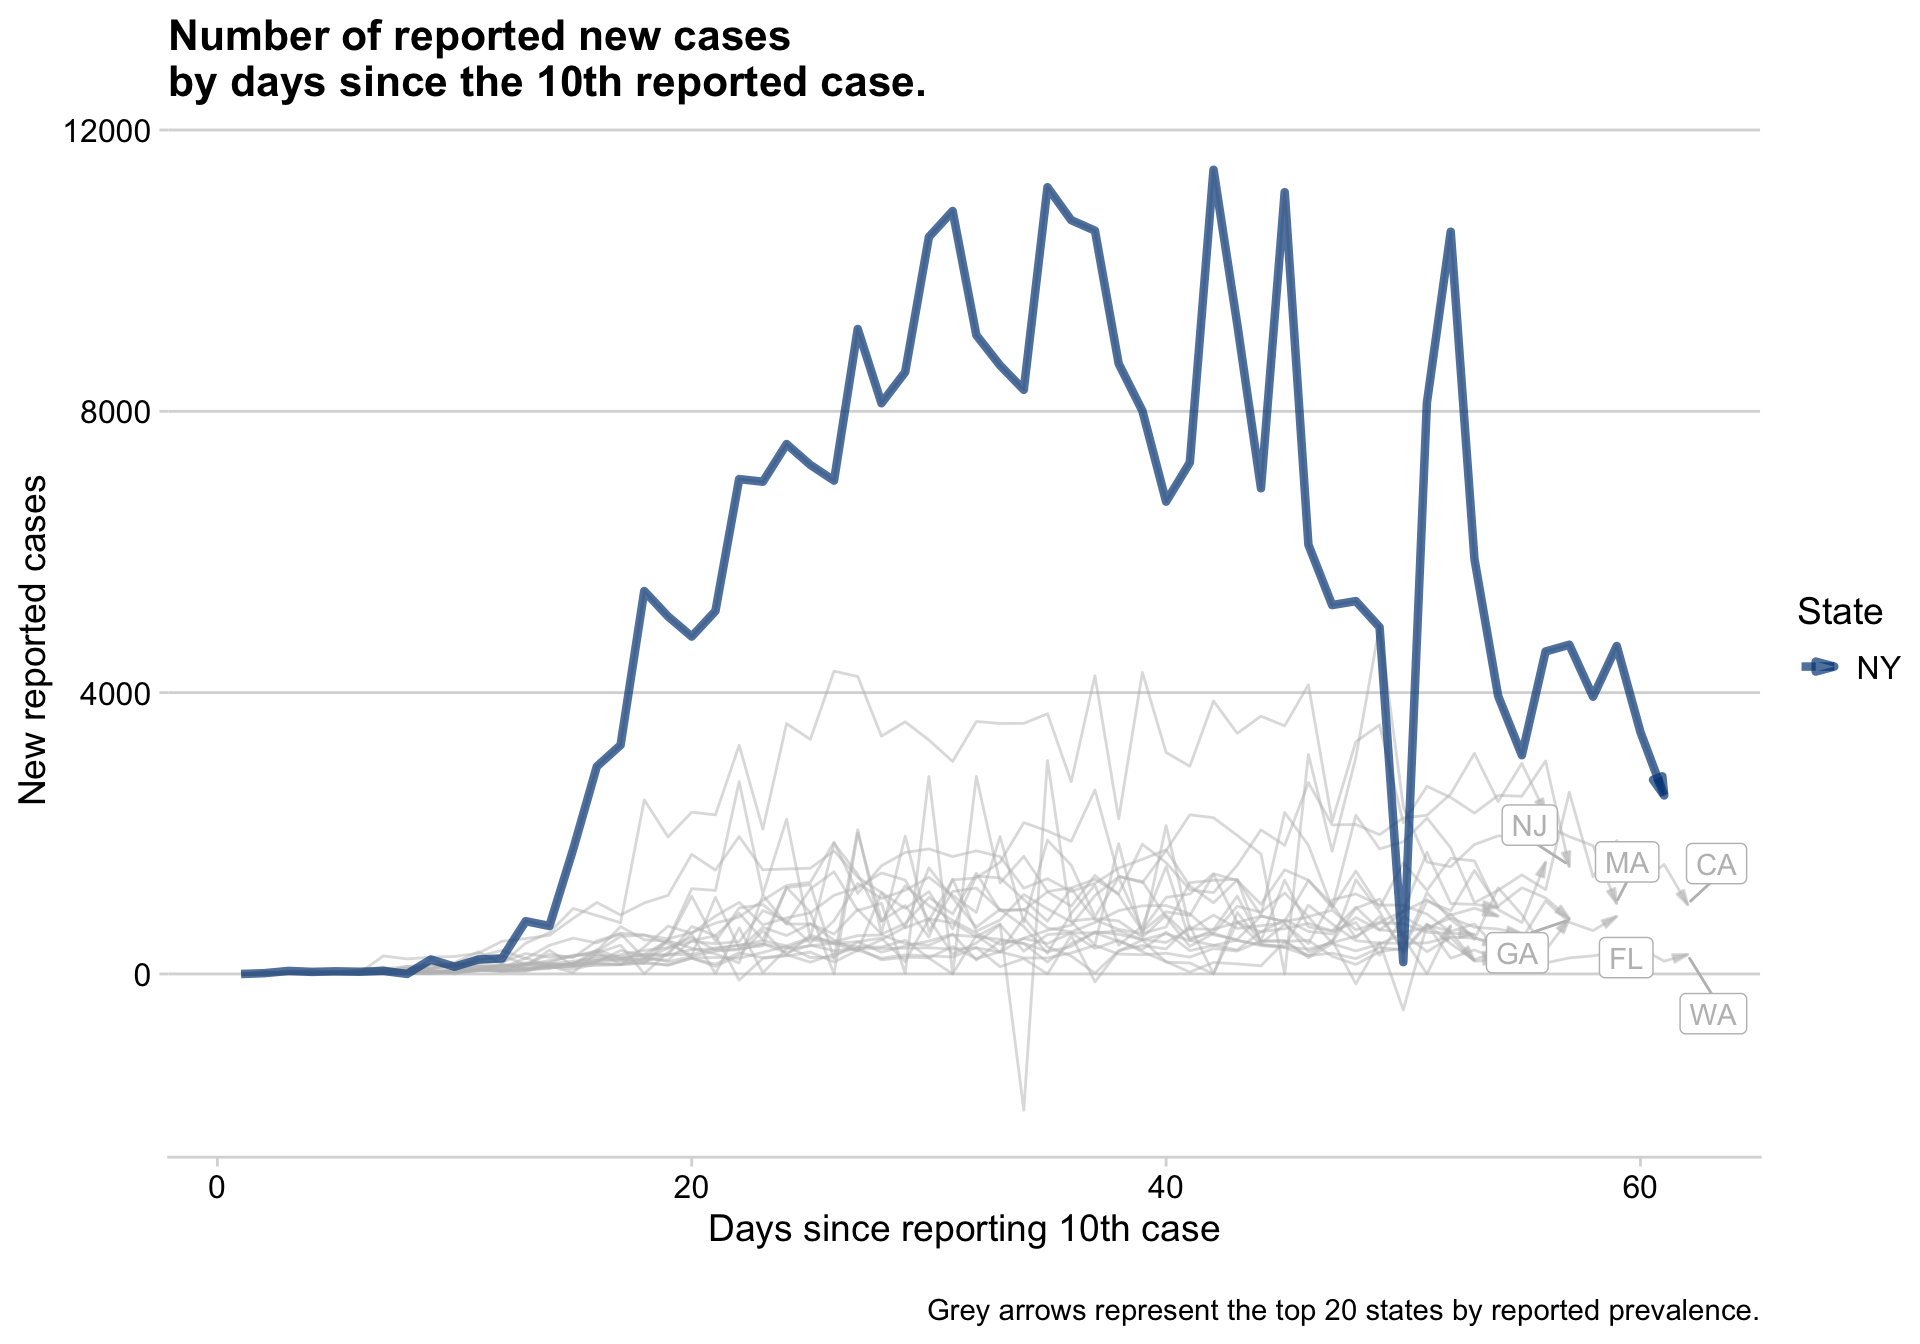 Number of reported new cases
by days since the 10th reported case.
12000
8000
4000
0
New reported cases
NJ
MA
CA
GA
FL
WA
State
NY
0
20
40
60
Days since reporting 10th case
Grey arrows represent the top 20 states by reported prevalence.